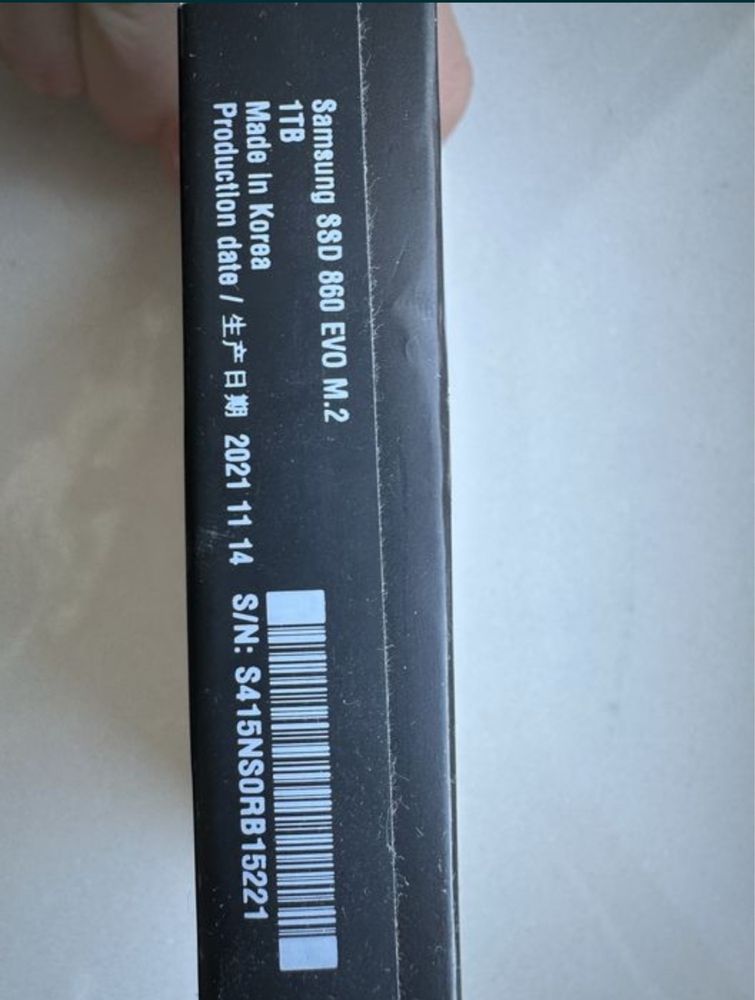 Samsung SSD 860 EVO M.2
1TB
Made in Korea
Production date / 生产日期 2021 11 14 S/N: S415NS0RB15221